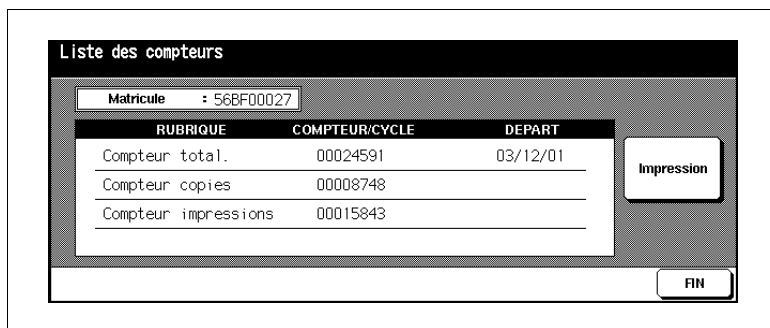 Liste des compteurs
Matricule : 56BF00027
RUBRIQUE COMPTEUR/CYCLE DEPART
Compteur total. 00024591 03/12/01
Compteur copies 00008748
Compteur impressions 00015843
Impression
FIN